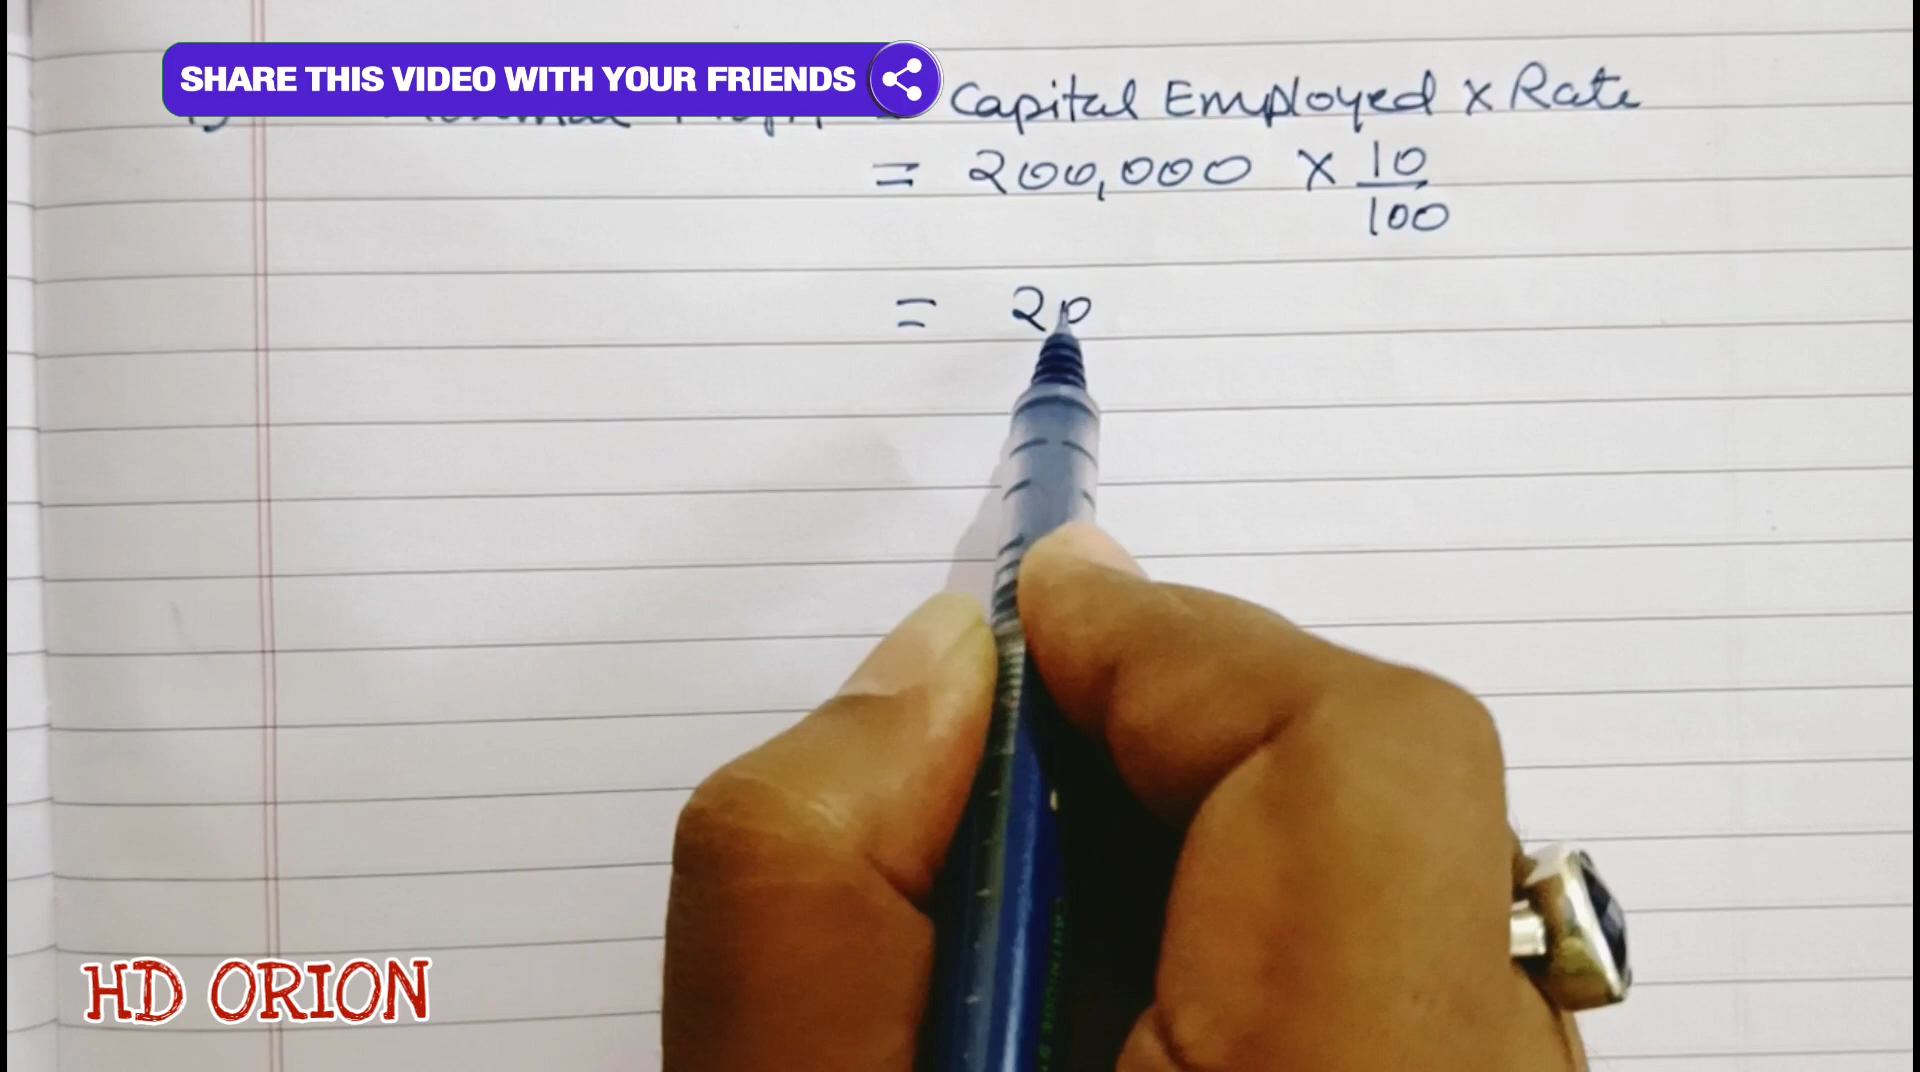 SHARE THIS VIDEO WITH YOUR FRIENDS
= Capital Employed x Rate
= 200,000 x 10/100
= 20
HD ORION